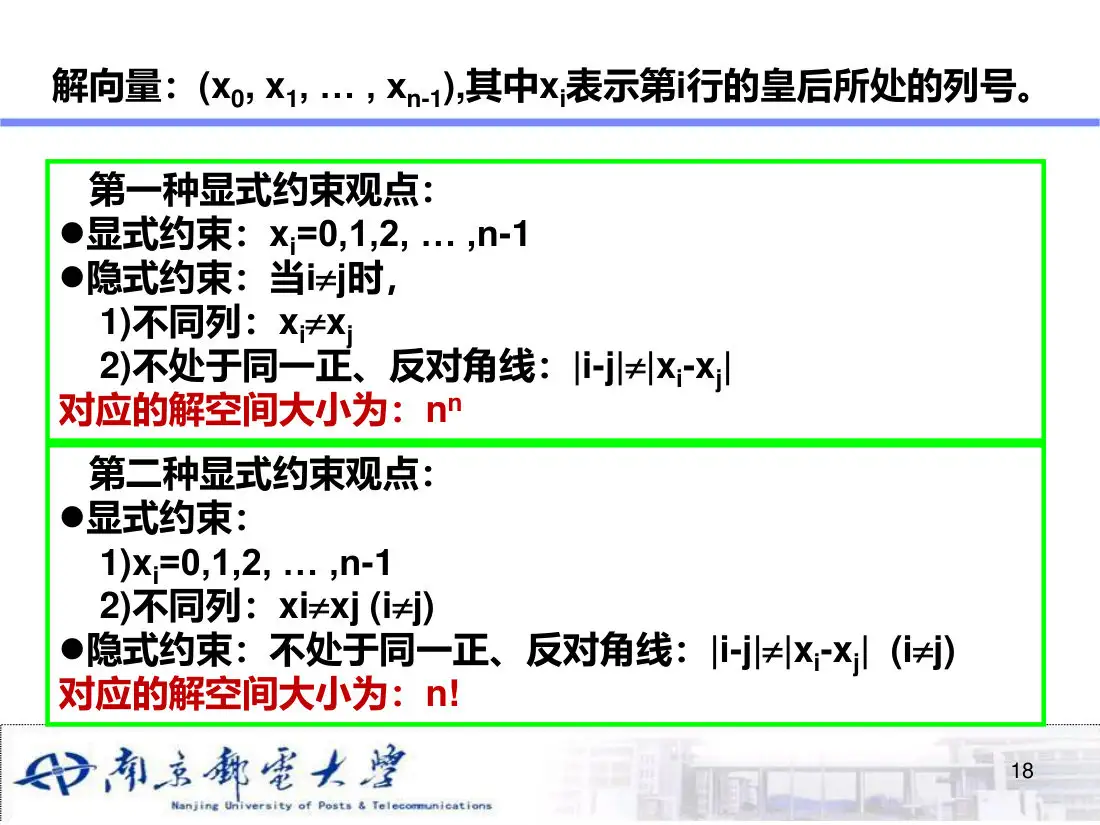 解向量：(x0, x1, … , xn-1),其中xi表示第i行的皇后所处的列号。
第一种显式约束观点：
●显式约束：xi=0,1,2, … ,n-1
●隐式约束：当i≠j时，
1)不同列：xi≠xj
2)不处于同一正、反对角线：|i-j|≠|xi-xj|
对应的解空间大小为：nⁿ
第二种显式约束观点：
●显式约束：
1)xi=0,1,2, … ,n-1
2)不同列：xi≠xj (i≠j)
●隐式约束：不处于同一正、反对角线：|i-j|≠|xi-xj| (i≠j)
对应的解空间大小为：n!
南京郵電大學
Nanjing University of Posts & Telecommunications
18